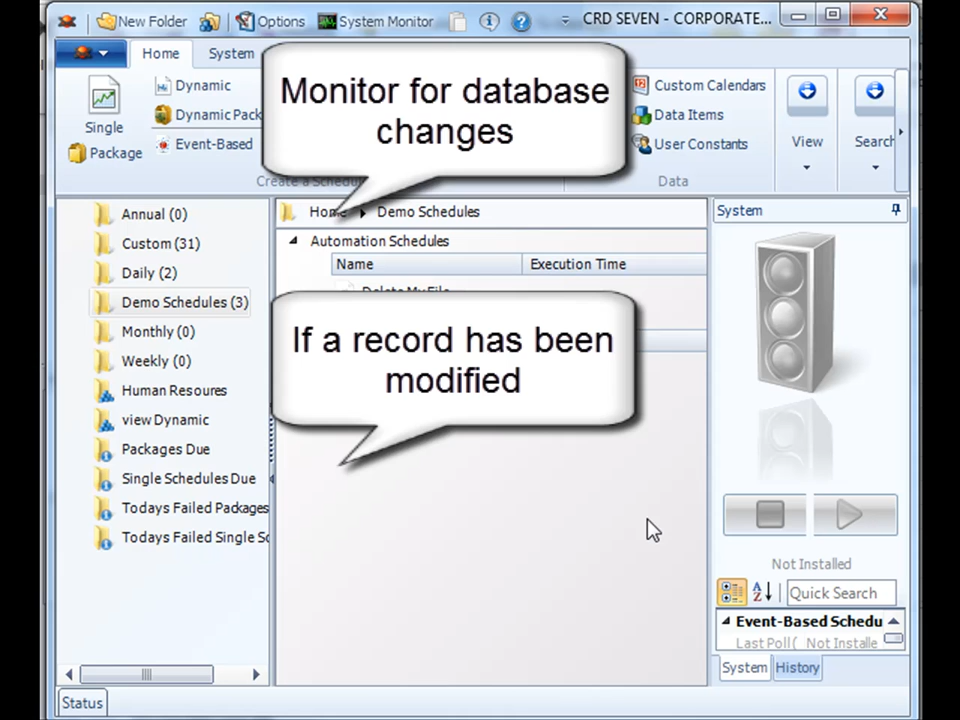 New Folder
Options
System Monitor
CRD SEVEN - CORPORATE...
Home
System
Single
Package
Dynamic
Dynamic Pack
Event-Based
Monitor for database
changes
Custom Calendars
Data Items
User Constants
Data
View
Search
Annual (0)
Custom (31)
Daily (2)
Demo Schedules (3)
Monthly (0)
Weekly (0)
Human Resoures
view Dynamic
Packages Due
Single Schedules Due
Todays Failed Packages
Todays Failed Single Sc
Home
Demo Schedules
Automation Schedules
Name
Execution Time
If a record has been
modified
System
Not Installed
Quick Search
Event-Based Schedu
Last Poll( Not Installe
System
History
Status